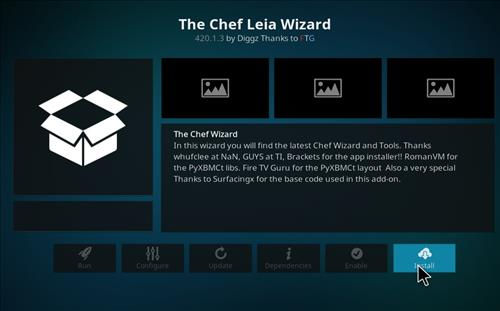 The Chef Leia Wizard
420.1.3 by Diggz Thanks to FTG
The Chef Wizard
In this wizard you will find the latest Chef Wizard and Tools. Thanks
whufclee at NaN, GUYS at TI, Brackets for the app installer!! RomanVM for
the PyXBMCt libs. Fire TV Guru for the PyXBMCt layout  Also a very special
Thanks to Surfacingx for the base code used in this add-on.
Run
Configure
Update
Dependencies
Enable
Install